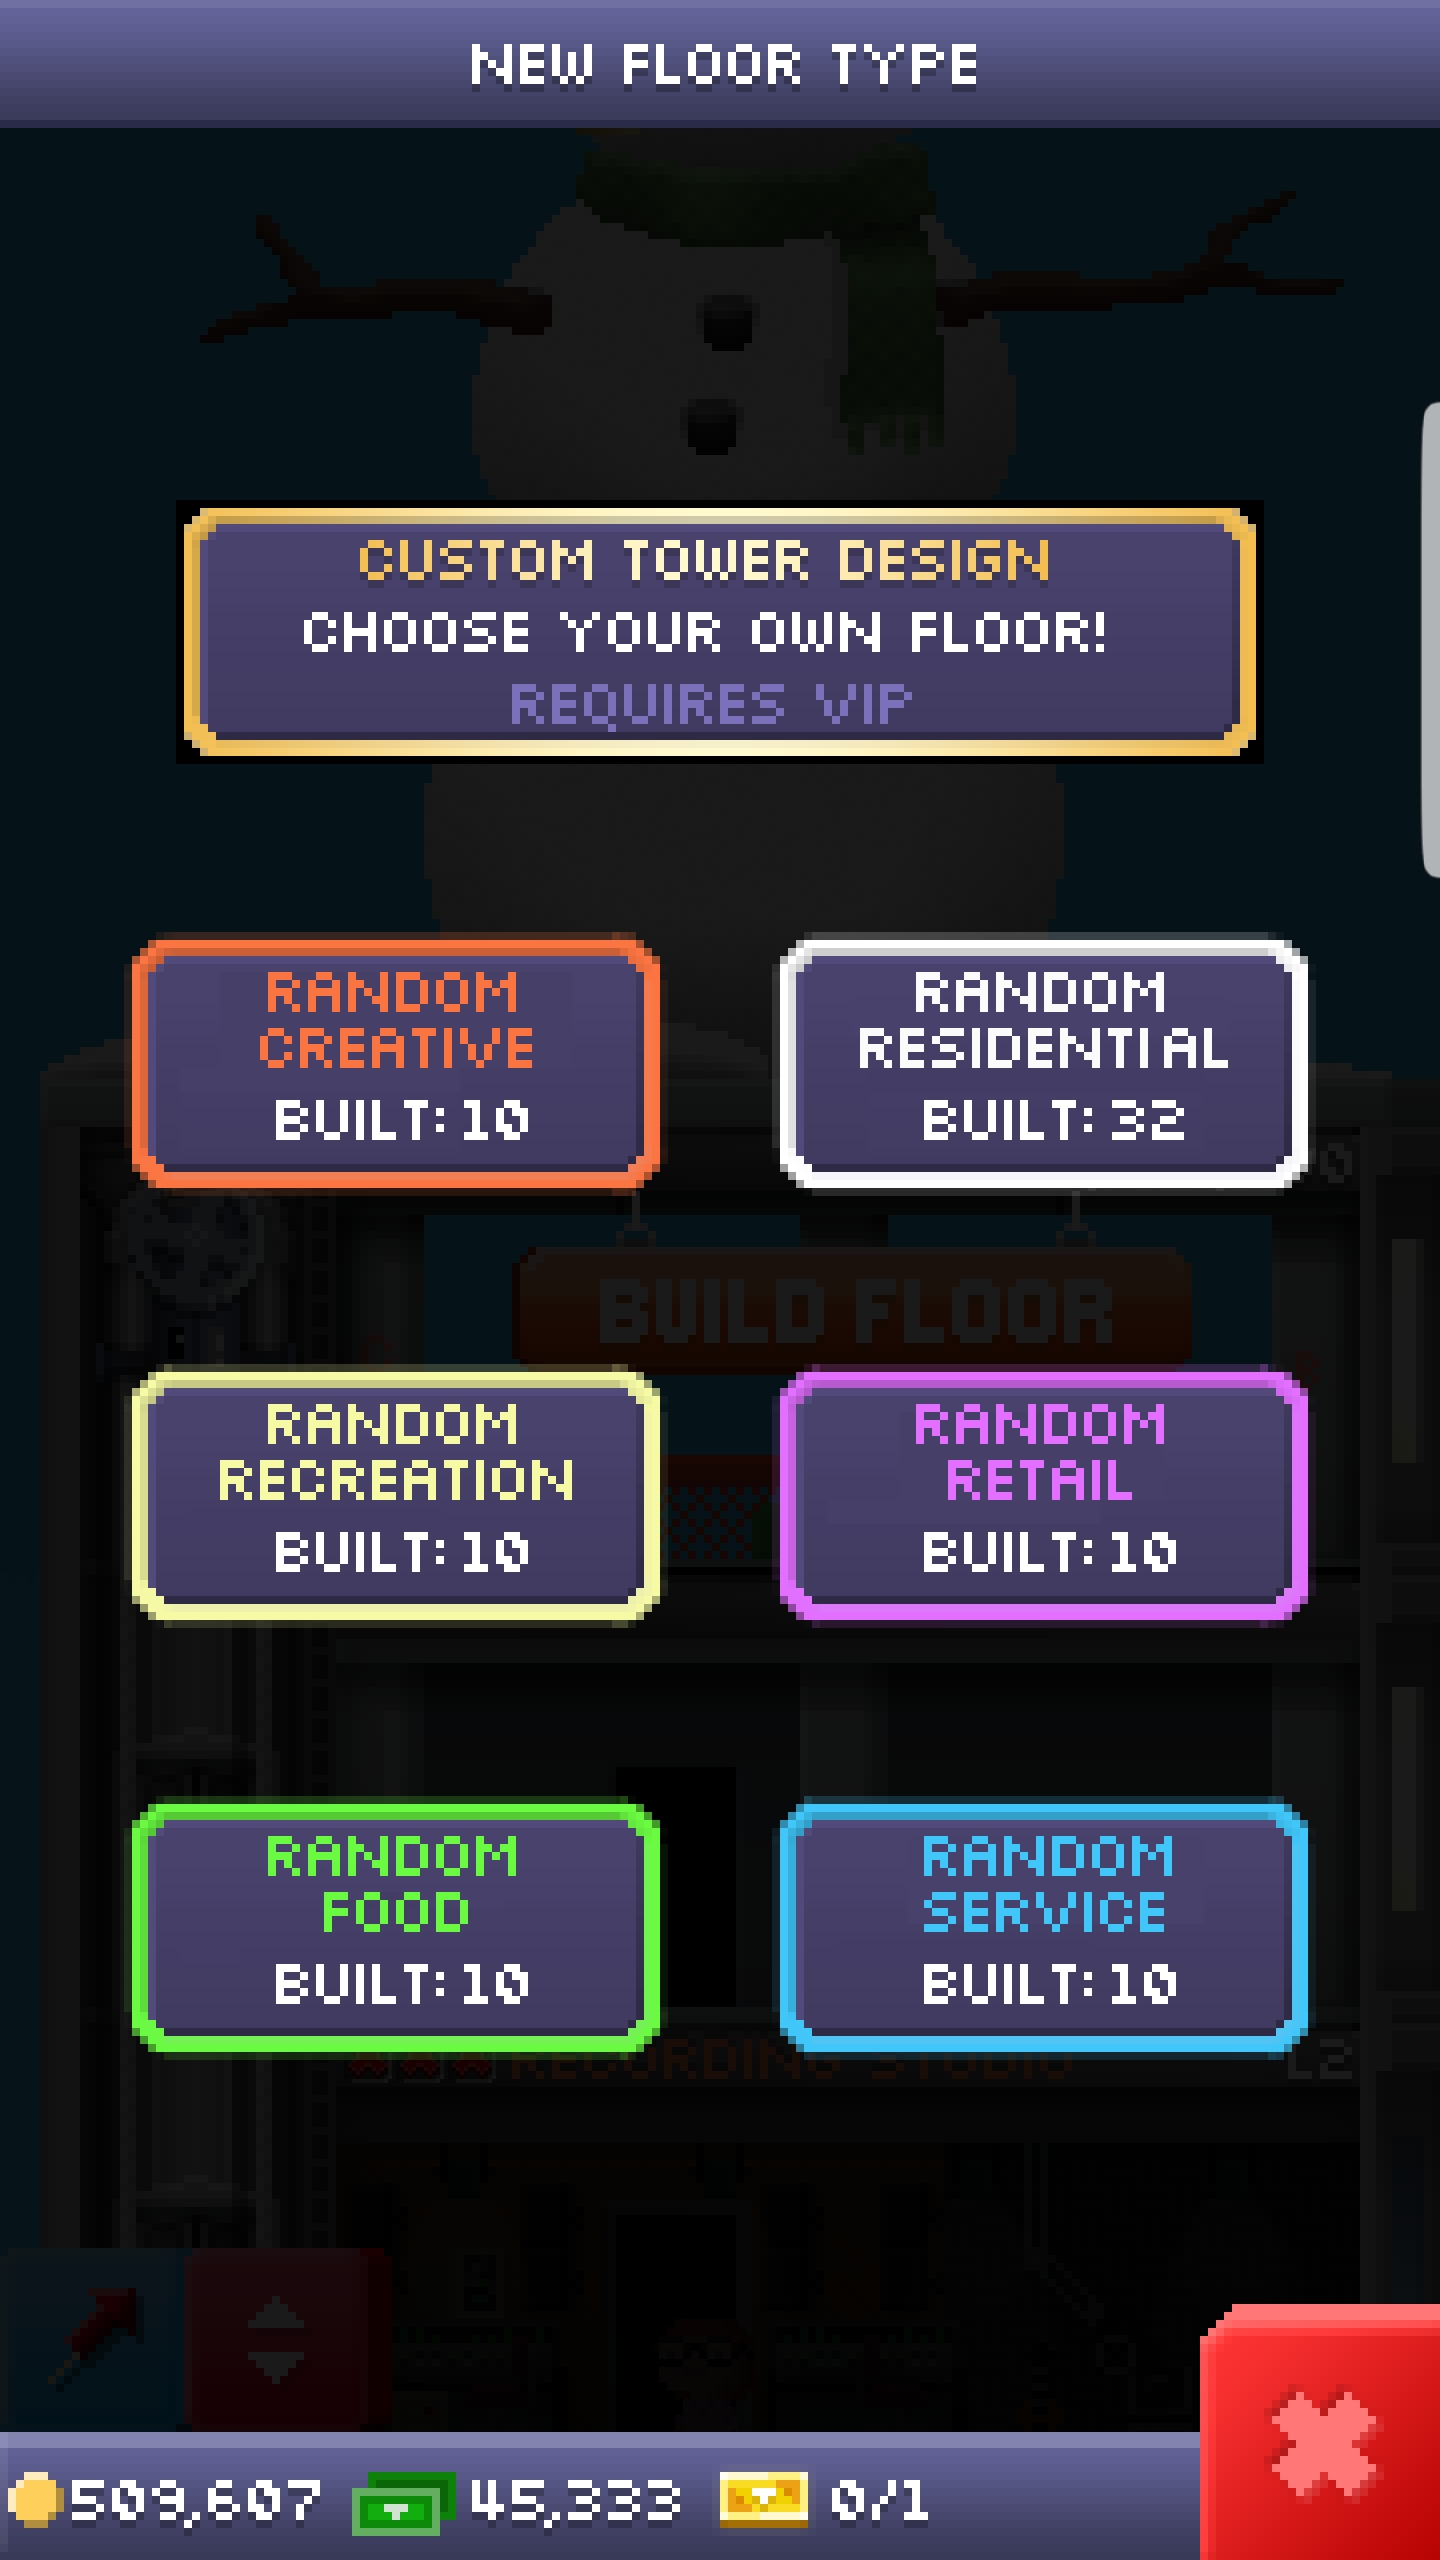 NEW FLOOR TYPE
CUSTOM TOWER DESIGN
CHOOSE YOUR OWN FLOOR!
REQUIRES VIP
RANDOM
CREATIVE
BUILT: 10
RANDOM
RESIDENTIAL
BUILT: 32
BUILD FLOOR
RANDOM
RECREATION
BUILT: 10
RANDOM
RETAIL
BUILT: 10
RANDOM
FOOD
BUILT: 10
RANDOM
SERVICE
BUILT: 10
RECORDING STUDIO
L2
509,607
45,333
0/1